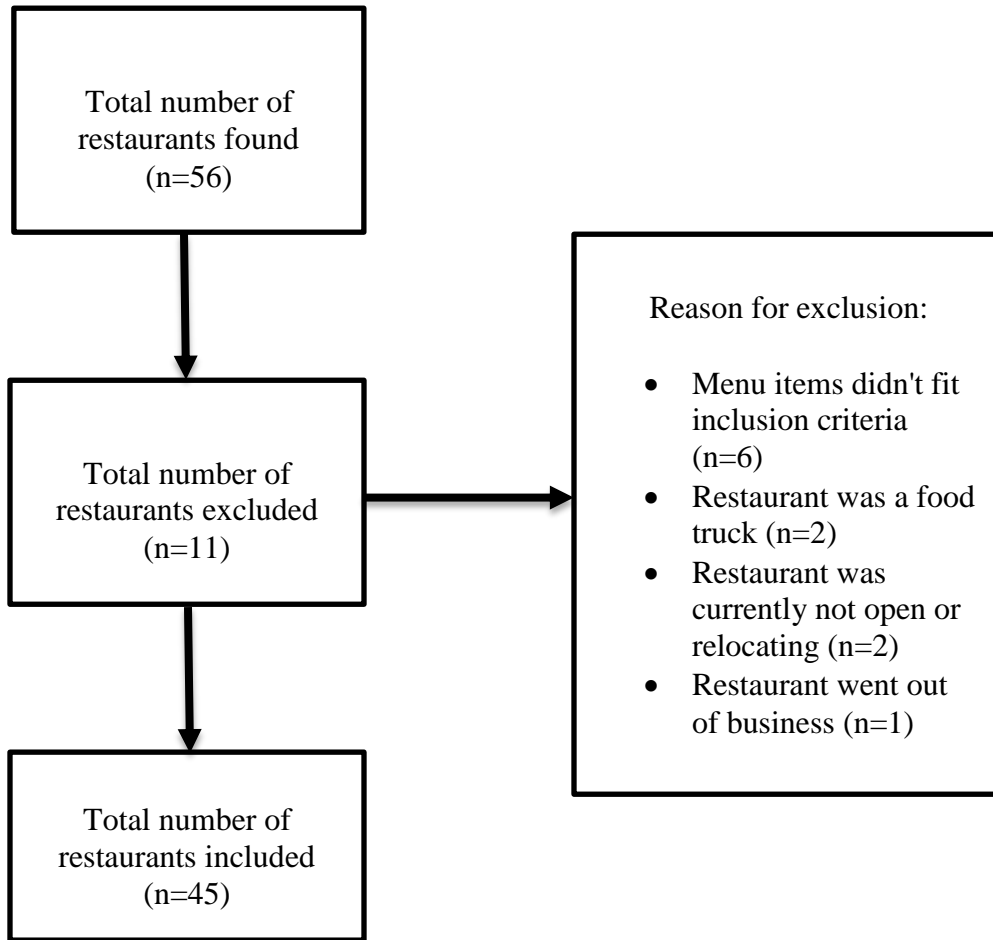 Total number of
restaurants found
(n=56)
Total number of
restaurants excluded
(n=11)
Reason for exclusion:
• Menu items didn't fit
inclusion criteria
(n=6)
• Restaurant was a food
truck (n=2)
• Restaurant was
currently not open or
relocating (n=2)
• Restaurant went out
of business (n=1)
Total number of
restaurants included
(n=45)